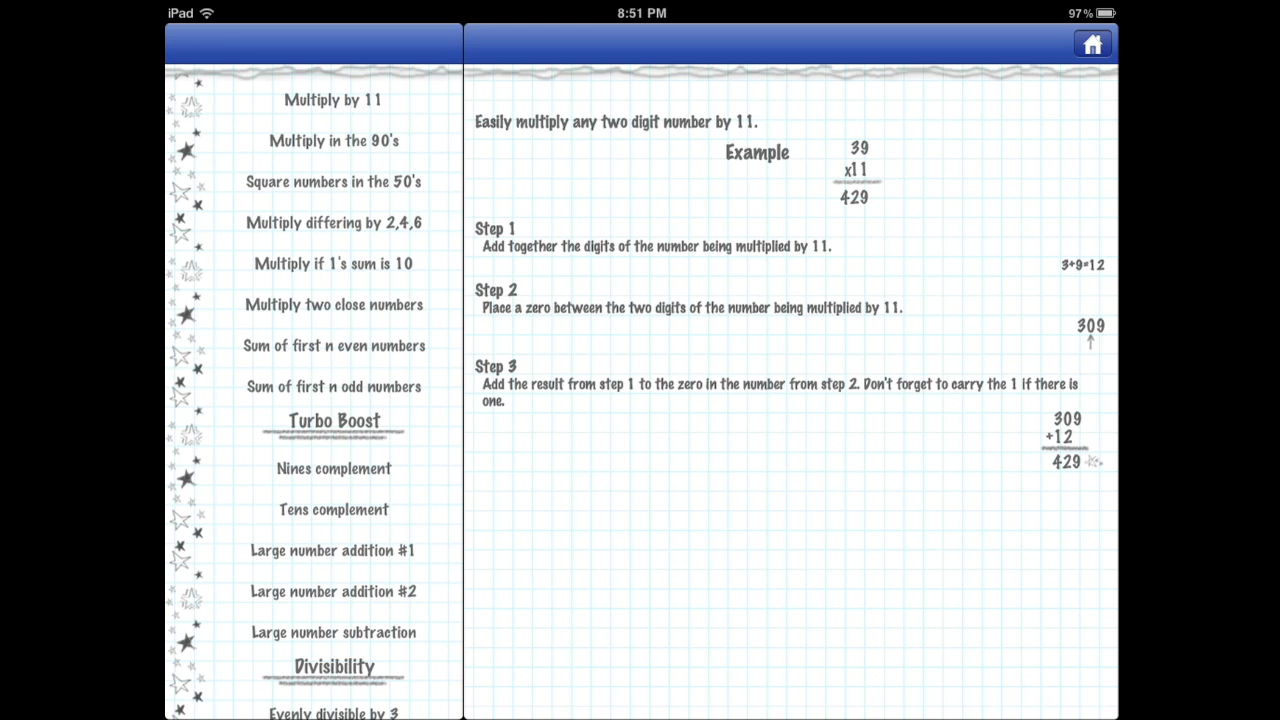 iPad
8:51 PM
97%
Multiply by 11
Multiply in the 90's
Square numbers in the 50's
Multiply differing by 2,4,6
Multiply if 1's sum is 10
Multiply two close numbers
Sum of first n even numbers
Sum of first n odd numbers
Turbo Boost
Nines complement
Tens complement
Large number addition #1
Large number addition #2
Large number subtraction
Divisibility
Evenly divisible by 3
Easily multiply any two digit number by 11.
Example
39
x11
429
Step 1
Add together the digits of the number being multiplied by 11.
3+9=12
Step 2
Place a zero between the two digits of the number being multiplied by 11.
309
↑
Step 3
Add the result from step 1 to the zero in the number from step 2. Don't forget to carry the 1 if there is
one.
309
+12
429